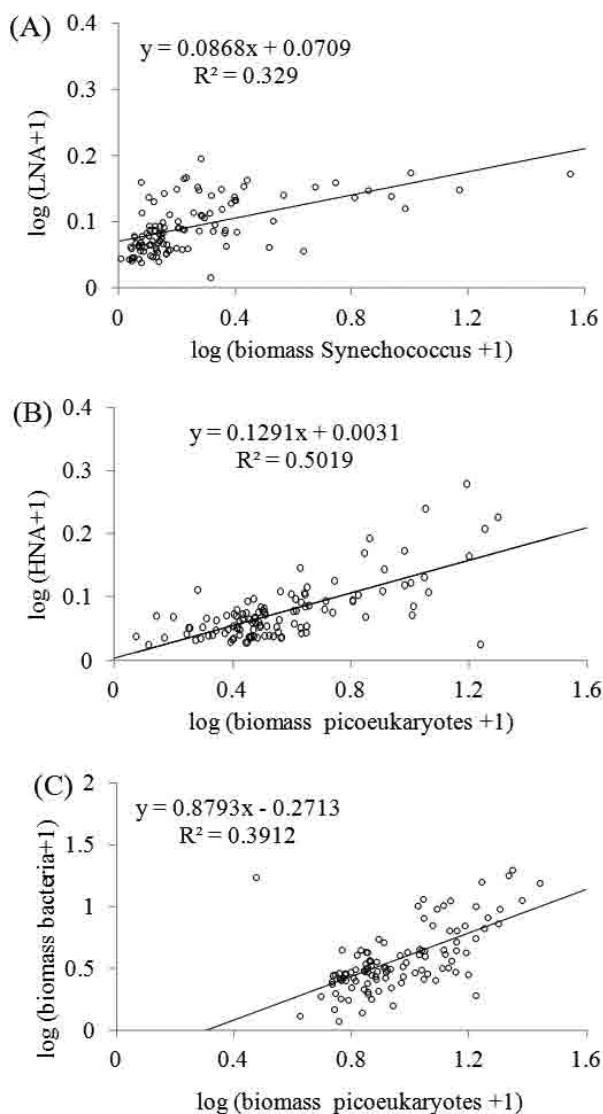 (A)
0.4
y = 0.0868x + 0.0709
R² = 0.329
0.3
log (LNA+1)
0.2
0.1
0
0 0.4 0.8 1.2 1.6
log (biomass Synechococcus +1)
(B)
0.4
y = 0.1291x + 0.0031
R² = 0.5019
0.3
log (HNA+1)
0.2
0.1
0
0 0.4 0.8 1.2 1.6
log (biomass picoeukaryotes +1)
(C)
2
y = 0.8793x - 0.2713
R² = 0.3912
1.5
log (biomass bacteria+1)
1
0.5
0
0 0.4 0.8 1.2 1.6
log (biomass picoeukaryotes +1)